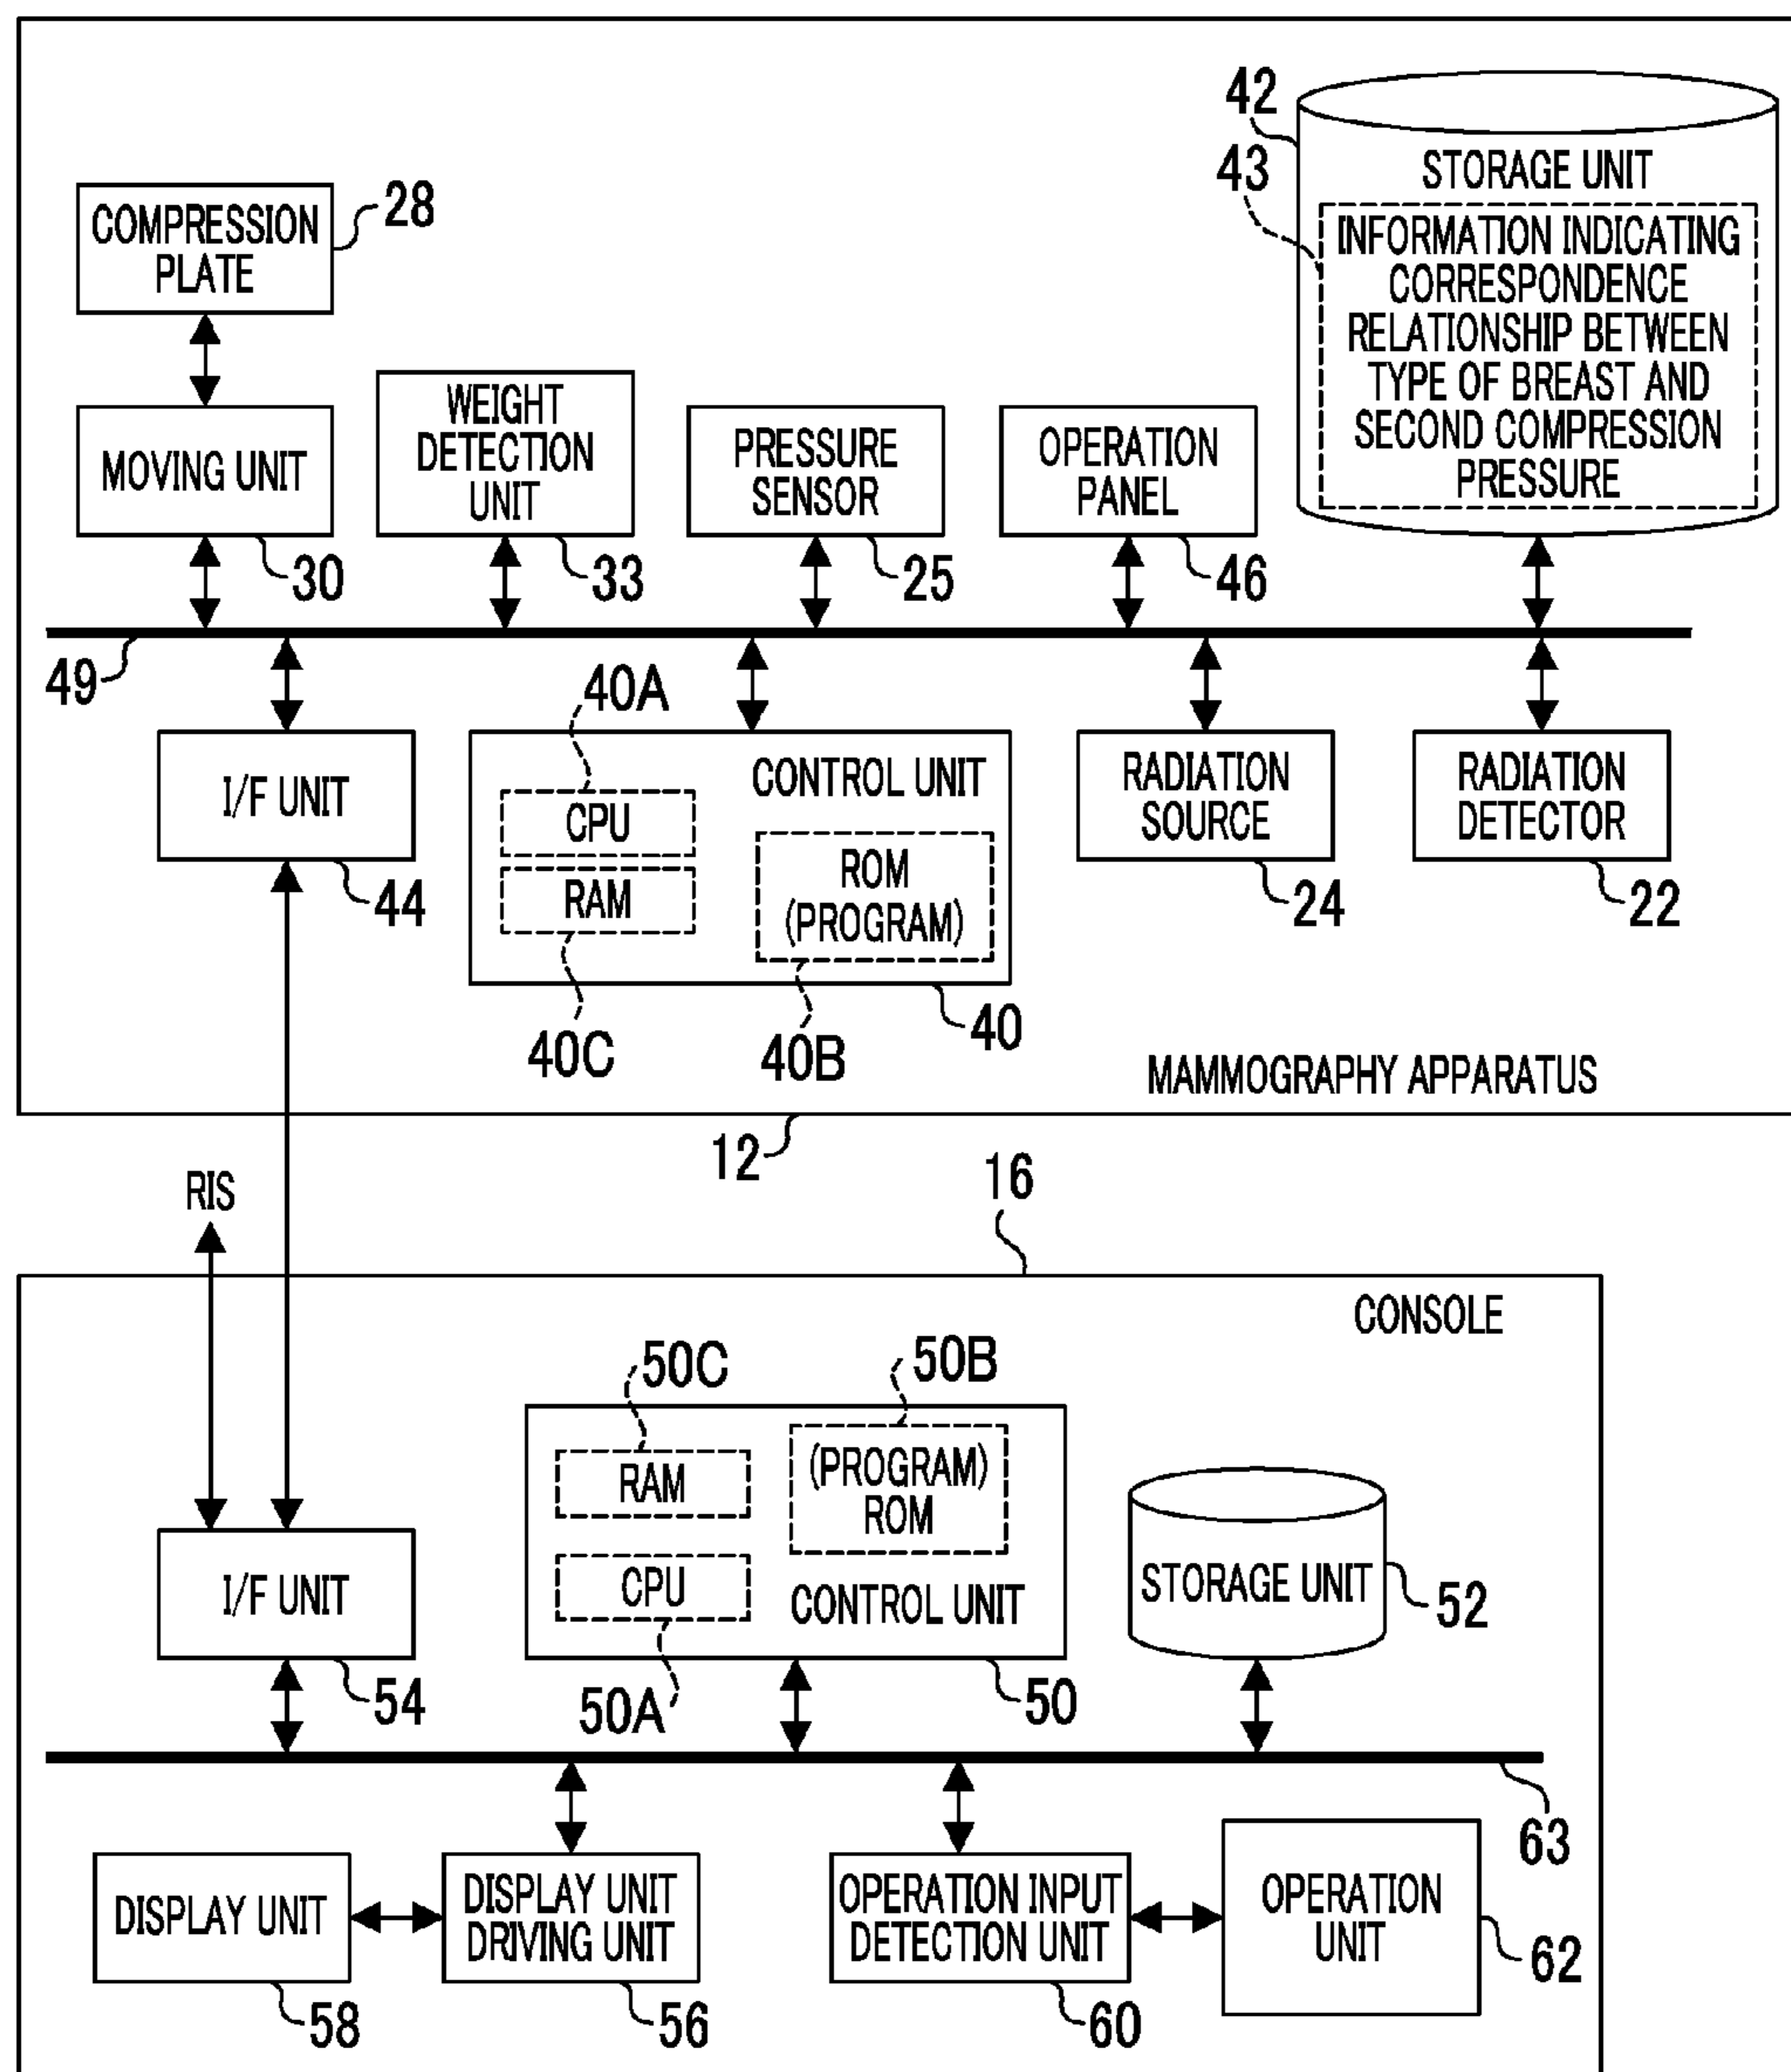 42
43
STORAGE UNIT
INFORMATION INDICATING
CORRESPONDENCE
RELATIONSHIP BETWEEN
TYPE OF BREAST AND
SECOND COMPRESSION
PRESSURE
COMPRESSION
PLATE
28
MOVING UNIT
30
WEIGHT
DETECTION
UNIT
33
PRESSURE
SENSOR
25
OPERATION
PANEL
46
49
I/F UNIT
44
40A
CONTROL UNIT
CPU
RAM
ROM
(PROGRAM)
40C
40B
40
RADIATION
SOURCE
24
RADIATION
DETECTOR
22
MAMMOGRAPHY APPARATUS
12
RIS
16
CONSOLE
50C
50B
RAM
(PROGRAM)
ROM
CPU
CONTROL UNIT
50A
50
I/F UNIT
54
STORAGE UNIT
52
63
DISPLAY UNIT
58
DISPLAY UNIT
DRIVING UNIT
56
OPERATION INPUT
DETECTION UNIT
60
OPERATION
UNIT
62